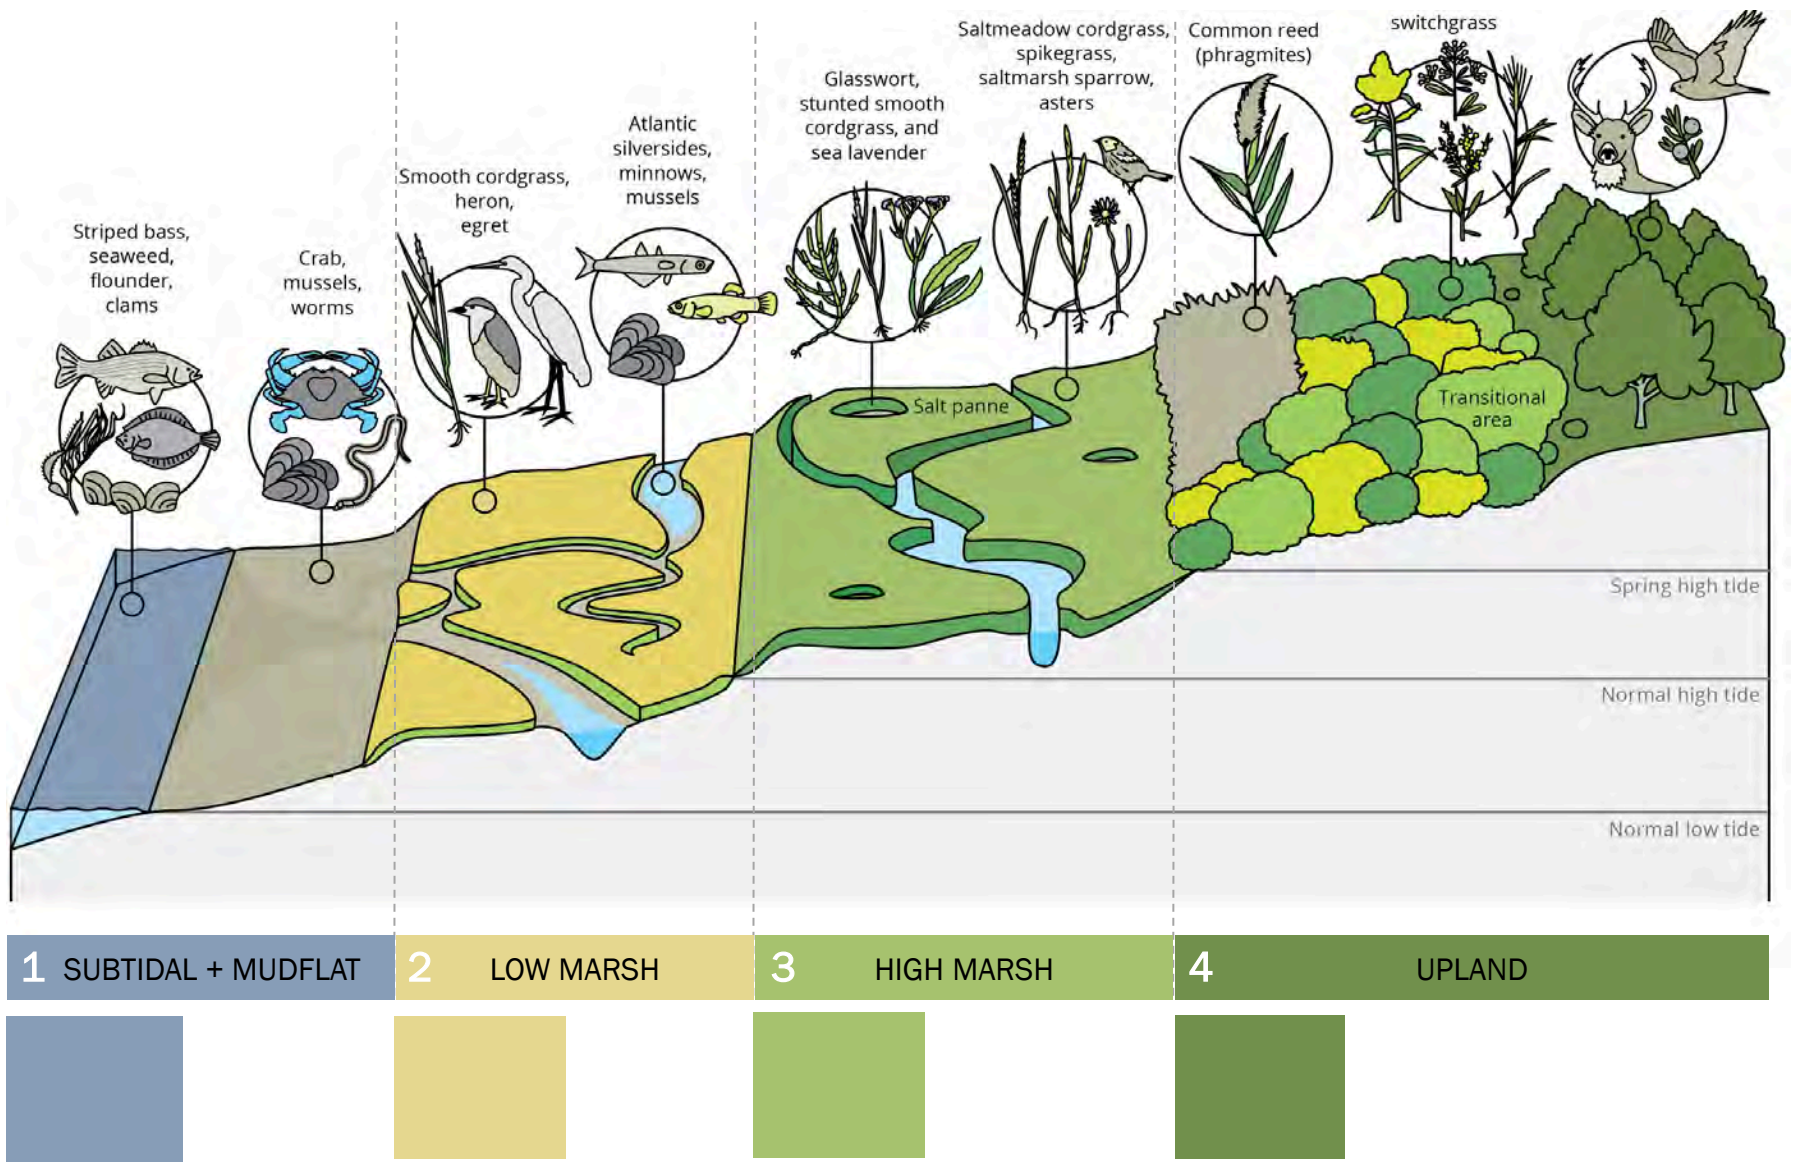 Striped bass,
seaweed,
flounder,
clams
Crab,
mussels,
worms
Smooth cordgrass,
heron,
egret
Atlantic
silversides,
minnows,
mussels
Glasswort,
stunted smooth
cordgrass, and
sea lavender
Saltmeadow cordgrass,
spikegrass,
saltmarsh sparrow,
asters
Common reed
(phragmites)
switchgrass
Salt panne
Transitional
area
Spring high tide
Normal high tide
Normal low tide
1 SUBTIDAL + MUDFLAT
2 LOW MARSH
3 HIGH MARSH
4 UPLAND